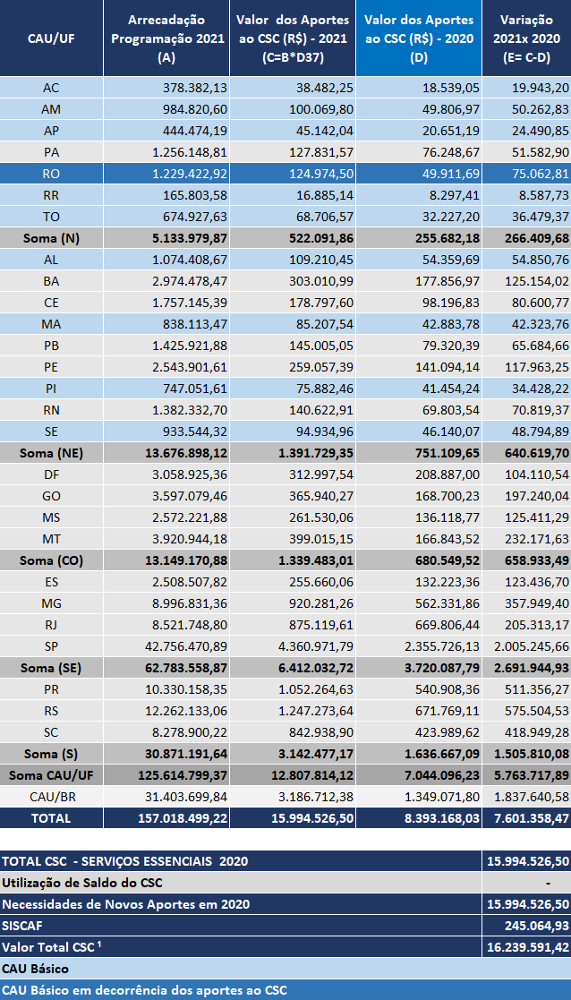 CAU/UF Arrecadação Programação 2021 (A) Valor dos Aportes ao CSC (R$) - 2021 (C=B*D37) Valor dos Aportes ao CSC (R$) - 2020 (D) Variação 2021x 2020 (E= C-D)
AC 378.382,13 38.482,25 18.539,05 19.943,20
AM 984.820,60 100.069,80 49.806,97 50.262,83
AP 444.474,19 45.142,04 20.651,19 24.490,85
PA 1.256.148,81 127.831,57 76.248,67 51.582,90
RO 1.229.422,92 124.974,50 49.911,69 75.062,81
RR 165.803,58 16.885,14 8.297,41 8.587,73
TO 674.927,63 68.706,57 32.227,20 36.479,37
Soma (N) 5.133.979,87 522.091,86 255.682,18 266.409,68
AL 1.074.408,67 109.210,45 54.359,69 54.850,76
BA 2.974.478,47 303.010,99 177.856,97 125.154,02
CE 1.757.145,39 178.797,60 98.196,83 80.600,77
MA 838.113,47 85.207,54 42.883,78 42.323,76
PB 1.425.921,88 145.005,05 79.320,39 65.684,66
PE 2.543.901,61 259.057,39 141.094,14 117.963,25
PI 747.051,61 75.882,46 41.454,24 34.428,22
RN 1.382.332,70 140.622,91 69.803,54 70.819,37
SE 933.544,32 94.934,96 46.140,07 48.794,89
Soma (NE) 13.676.898,12 1.391.729,35 751.109,65 640.619,70
DF 3.058.925,36 312.997,54 208.887,00 104.110,54
GO 3.597.079,46 365.940,27 168.700,23 197.240,04
MS 2.572.221,88 261.530,06 136.118,77 125.411,29
MT 3.920.944,18 399.015,15 166.843,52 232.171,63
Soma (CO) 13.149.170,88 1.339.483,01 680.549,52 658.933,49
ES 2.508.507,82 255.660,06 132.223,36 123.436,70
MG 8.996.831,36 920.281,26 562.331,86 357.949,40
RJ 8.521.748,80 875.119,61 669.806,44 205.313,17
SP 42.756.470,89 4.360.971,79 2.355.726,13 2.005.245,66
Soma (SE) 62.783.558,87 6.412.032,72 3.720.087,79 2.691.944,93
PR 10.330.158,35 1.052.264,63 540.908,36 511.356,27
RS 12.262.133,06 1.247.273,64 671.769,11 575.504,53
SC 8.278.900,22 842.938,90 423.989,62 418.949,28
Soma (S) 30.871.191,64 3.142.477,17 1.636.667,09 1.505.810,08
Soma CAU/UF 125.614.799,37 12.807.814,12 7.044.096,23 5.763.717,89
CAU/BR 31.403.699,84 3.186.712,38 1.349.071,80 1.837.640,58
TOTAL 157.018.499,22 15.994.526,50 8.393.168,03 7.601.358,47
TOTAL CSC - SERVIÇOS ESSENCIAIS 2020 15.994.526,50
Utilização de Saldo do CSC -
Necessidades de Novos Aportes em 2020 15.994.526,50
SISCAF 245.064,93
Valor Total CSC ¹ 16.239.591,42
CAU Básico
CAU Básico em decorrência dos aportes ao CSC